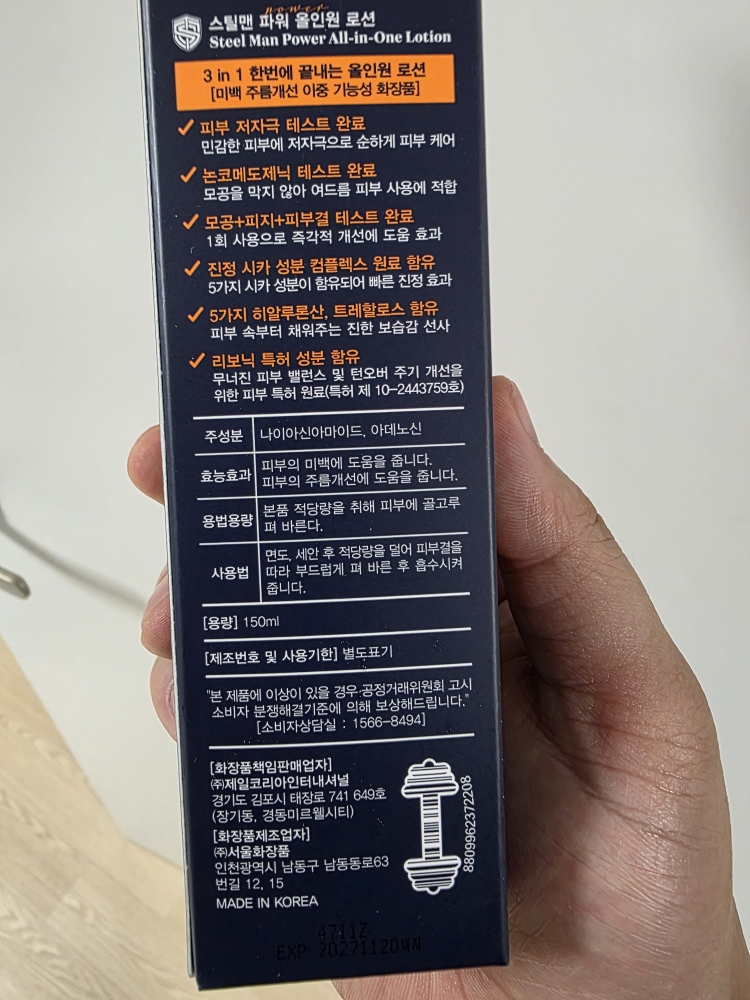 power
스틸맨 파워 올인원 로션
Steel Man Power All-in-One Lotion
3 in 1 한번에 끝내는 올인원 로션
[미백 주름개선 이중 기능성 화장품]
피부 저자극 테스트 완료
민감한 피부에 저자극으로 순하게 피부 케어
논코메도제닉 테스트 완료
모공을 막지 않아 여드름 피부 사용에 적합
모공+피지+피부결 테스트 완료
1회 사용으로 즉각적 개선에 도움 효과
진정 시카 성분 컴플렉스 원료 함유
5가지 시카 성분이 함유되어 빠른 진정 효과
5가지 히알루론산, 트레할로스 함유
피부 속부터 채워주는 진한 보습감 선사
리보닉 특허 성분 함유
무너진 피부 밸런스 및 턴오버 주기 개선을
위한 피부 특허 원료(특허 제 10-2443759호)
주성분 나이아신아마이드, 아데노신
효능효과 피부의 미백에 도움을 줍니다.
피부의 주름개선에 도움을 줍니다.
용법용량 본품 적당량을 취해 피부에 골고루
펴 바른다.
사용법 면도, 세안 후 적당량을 덜어 피부결을
따라 부드럽게 펴 바른 후 흡수시켜
줍니다.
[용량] 150ml
[제조번호 및 사용기한] 별도표기
"본 제품에 이상이 있을 경우 공정거래위원회 고시
소비자 분쟁해결기준에 의해 보상해드립니다."
[소비자상담실 : 1566-8494]
[화장품책임판매업자]
㈜제일코리아인터내셔널
경기도 김포시 태장로 741 649호
(장기동, 경동미르웰시티)
[화장품제조업자]
㈜서울화장품
인천광역시 남동구 남동동로63
번길 12, 15
MADE IN KOREA
8809962372208
4711Z
EXP 20271120까지